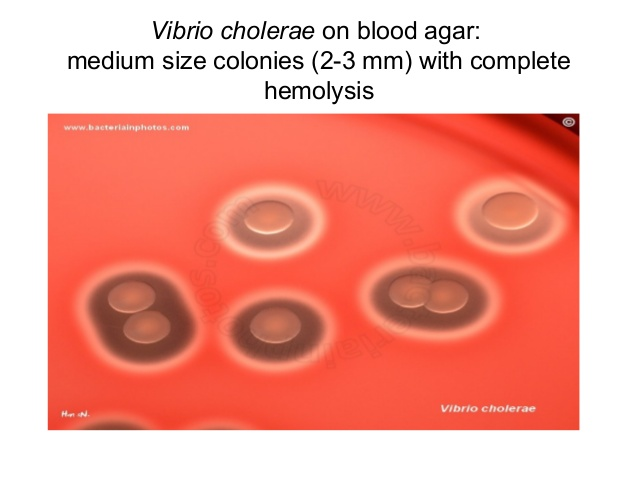 Vibrio cholerae on blood agar:
medium size colonies (2-3 mm) with complete
hemolysis
www.bacteriainphotos.com
©
Vibrio cholerae